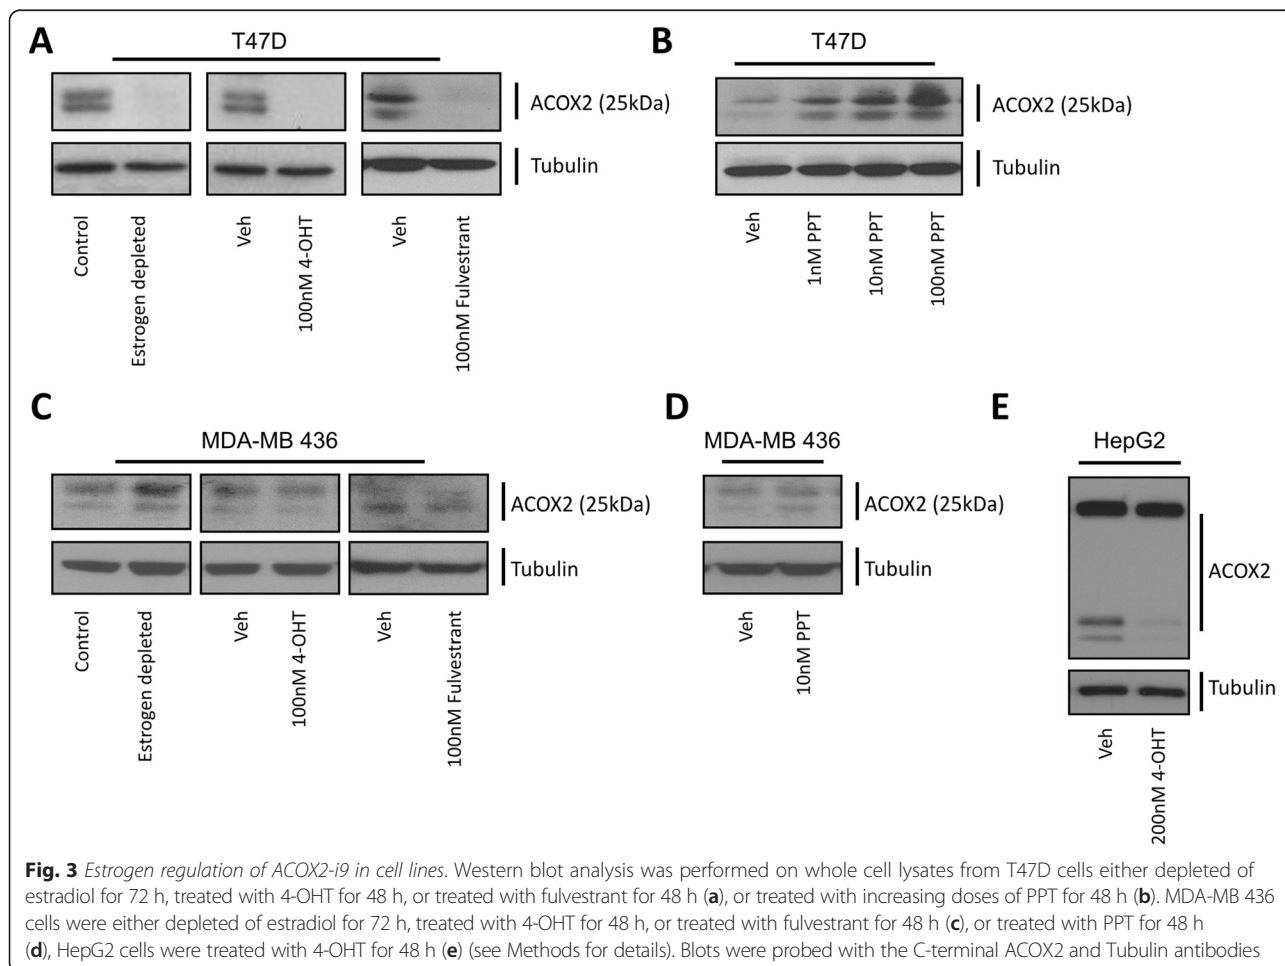 A
T47D
ACOX2 (25kDa)
Tubulin
Control
Estrogen depleted
Veh
100nM 4-OHT
Veh
100nM Fulvestrant
B
T47D
ACOX2 (25kDa)
Tubulin
Veh
1nM PPT
10nM PPT
100nM PPT
C
MDA-MB 436
ACOX2 (25kDa)
Tubulin
Control
Estrogen depleted
Veh
100nM 4-OHT
Veh
100nM Fulvestrant
D
MDA-MB 436
ACOX2 (25kDa)
Tubulin
Veh
10nM PPT
E
HepG2
ACOX2
Tubulin
Veh
200nM 4-OHT
Fig. 3 Estrogen regulation of ACOX2-i9 in cell lines. Western blot analysis was performed on whole cell lysates from T47D cells either depleted of
estradiol for 72 h, treated with 4-OHT for 48 h, or treated with fulvestrant for 48 h (a), or treated with increasing doses of PPT for 48 h (b). MDA-MB 436
cells were either depleted of estradiol for 72 h, treated with 4-OHT for 48 h, or treated with fulvestrant for 48 h (c), or treated with PPT for 48 h
(d), HepG2 cells were treated with 4-OHT for 48 h (e) (see Methods for details). Blots were probed with the C-terminal ACOX2 and Tubulin antibodies